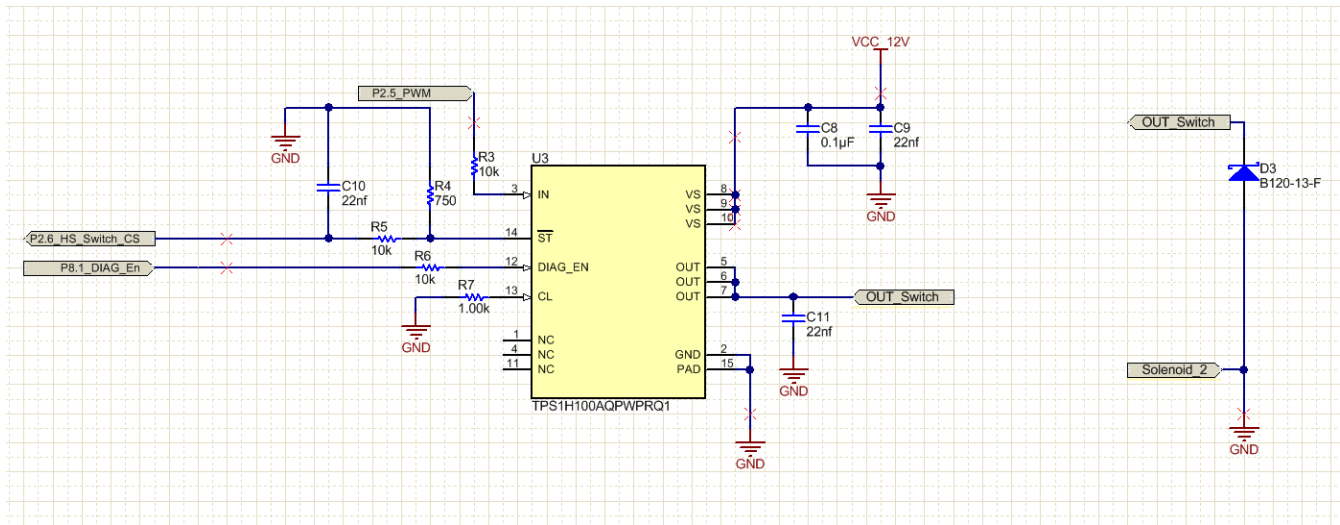 VCC_12V
P2.5_PWM
OUT_Switch
C8
0.1µF
C9
22nf
GND
R3
10k
U3
D3
B120-13-F
C10
22nf
R4
750
3 IN
VS 8
VS 9
VS 10
GND
P2.6_HS_Switch_CS
R5
10k
14 ST
P8.1_DIAG_En
R6
10k
12 DIAG_EN
OUT 5
OUT 6
OUT 7
OUT_Switch
R7
1.00k
13 CL
C11
22nf
GND
1 NC
4 NC
11 NC
GND 2
PAD 15
GND
Solenoid_2
TPS1H100AQPWPRQ1
GND
GND